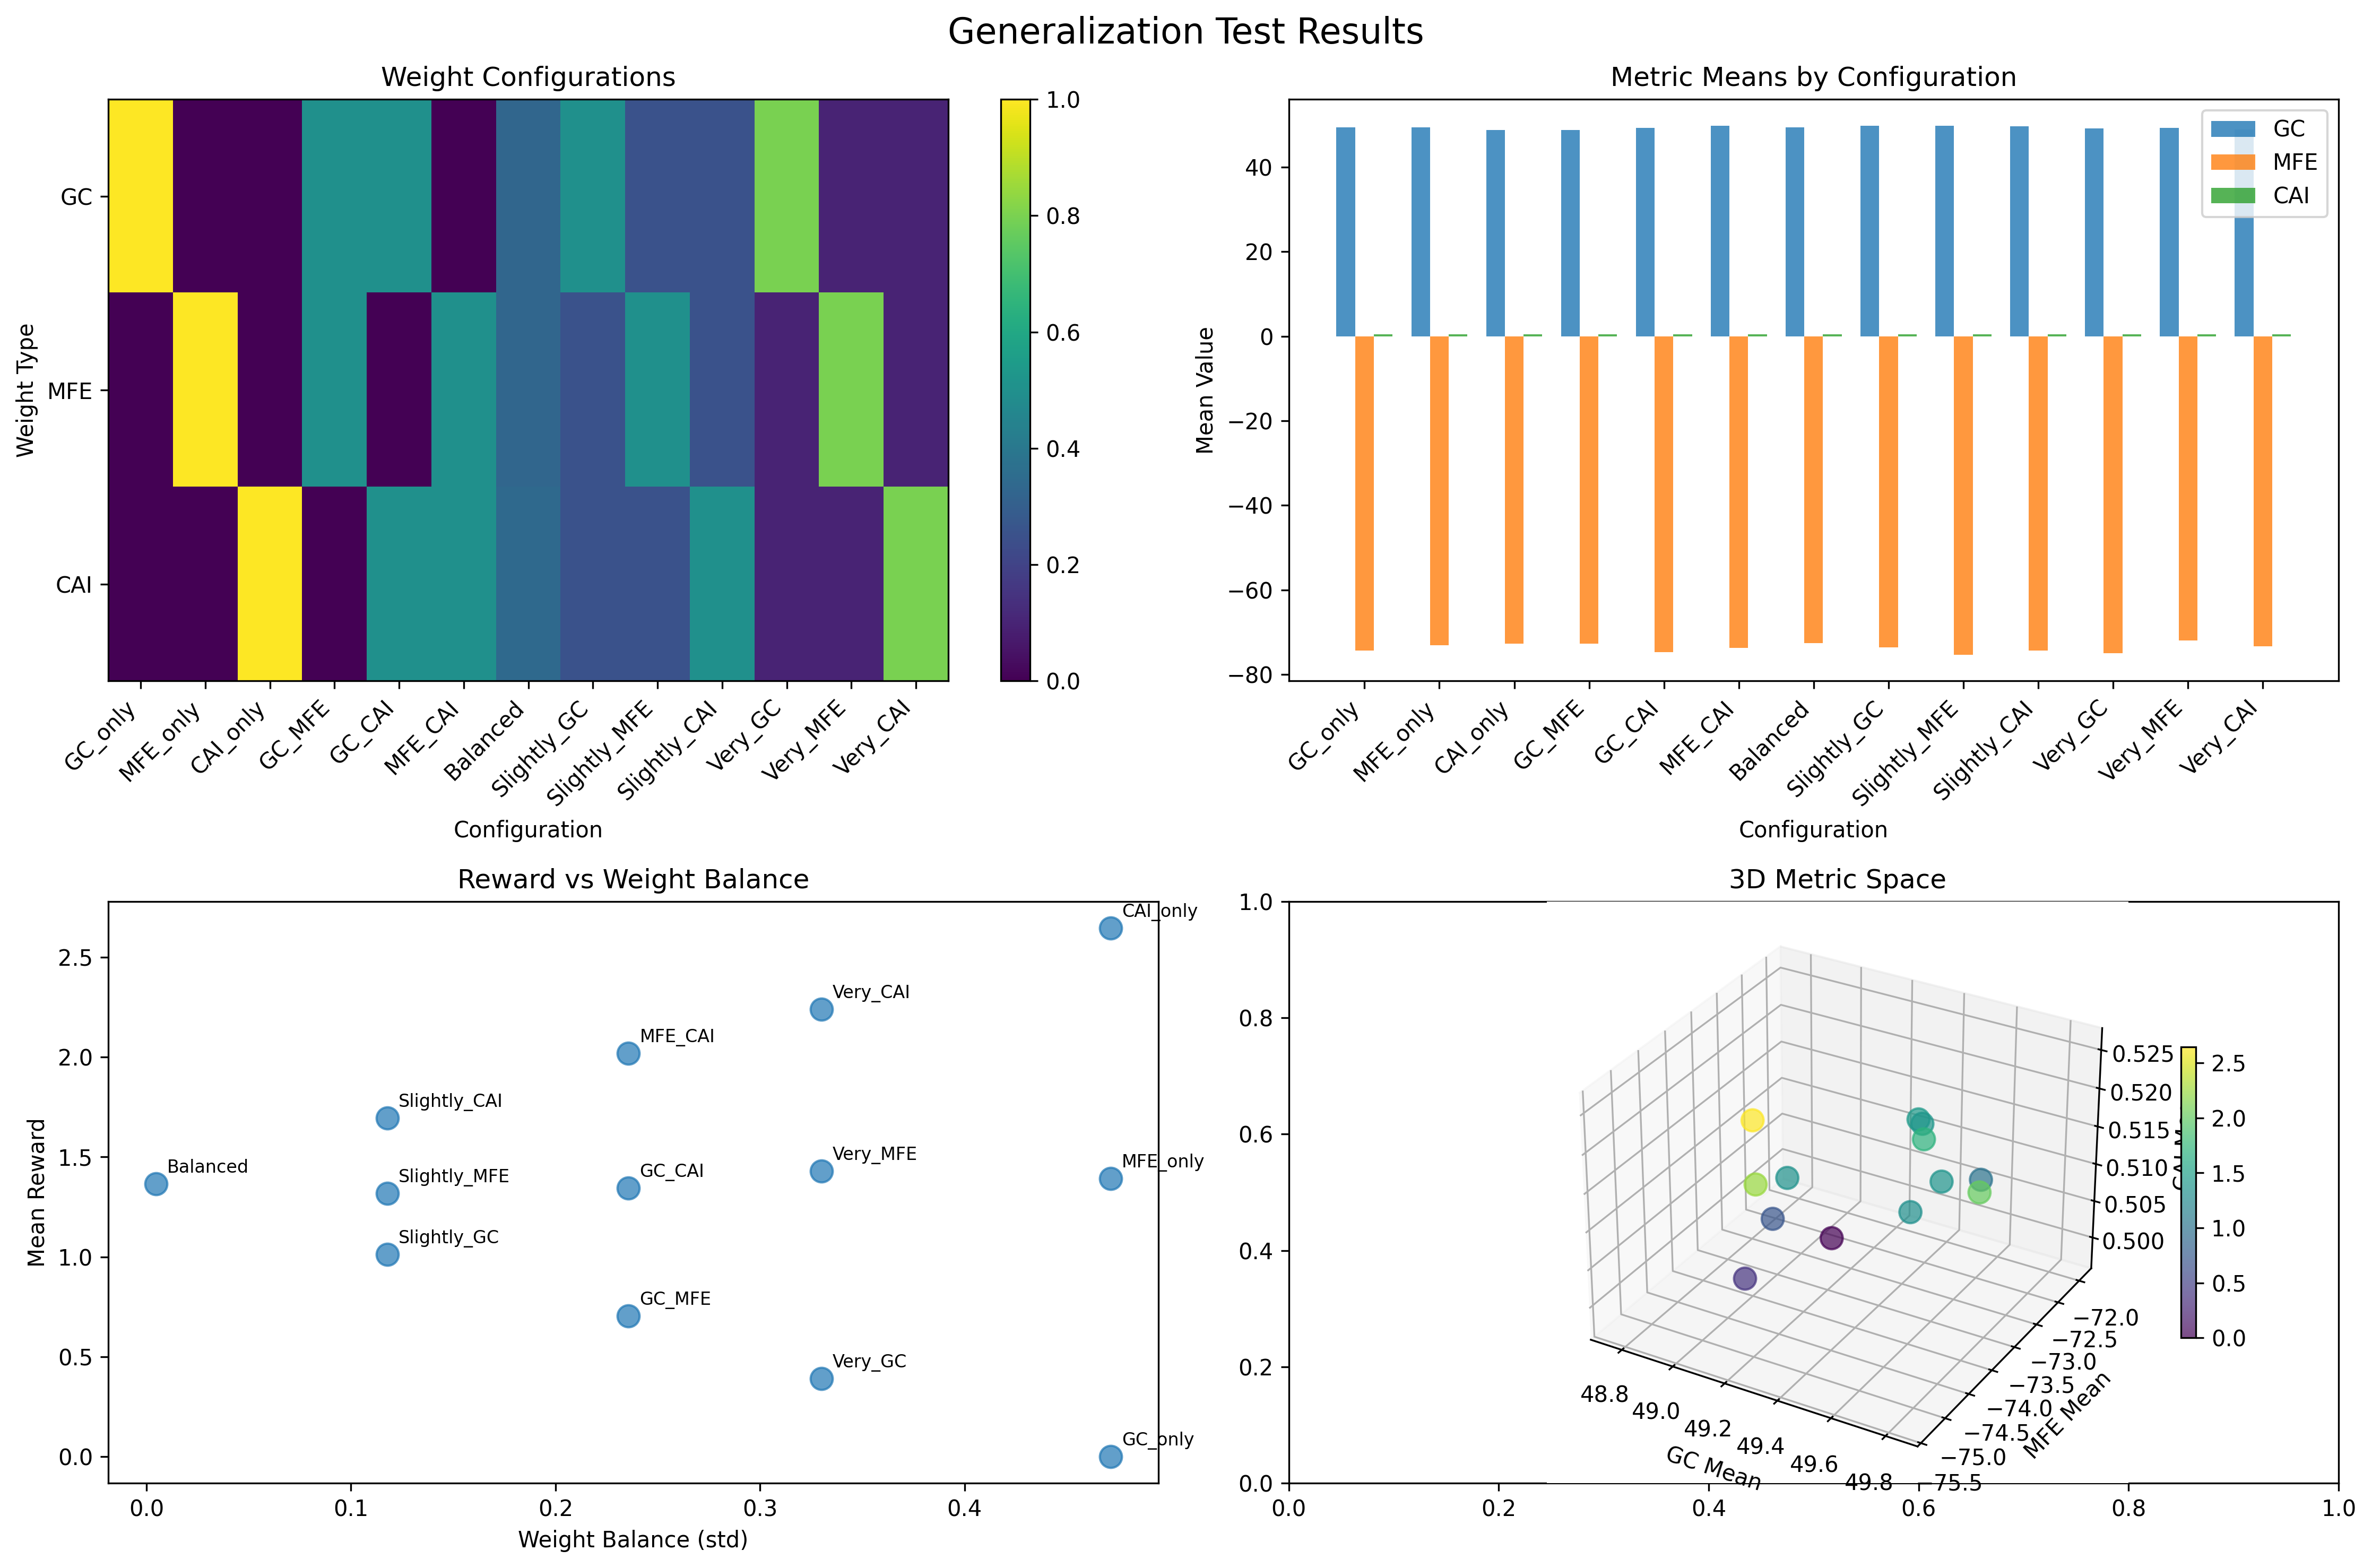 Generalization Test Results
Weight Configurations
Weight Type
GC
MFE
CAI
GC_only
MFE_only
CAI_only
GC_MFE
GC_CAI
MFE_CAI
Balanced
Slightly_GC
Slightly_MFE
Slightly_CAI
Very_GC
Very_MFE
Very_CAI
Configuration
1.0
0.8
0.6
0.4
0.2
0.0
Metric Means by Configuration
Mean Value
40
20
0
−20
−40
−60
−80
GC
MFE
CAI
GC_only
MFE_only
CAI_only
GC_MFE
GC_CAI
MFE_CAI
Balanced
Slightly_GC
Slightly_MFE
Slightly_CAI
Very_GC
Very_MFE
Very_CAI
Configuration
Reward vs Weight Balance
Mean Reward
2.5
2.0
1.5
1.0
0.5
0.0
CAI_only
Very_CAI
MFE_CAI
Slightly_CAI
Balanced
Slightly_MFE
GC_CAI
Very_MFE
MFE_only
Slightly_GC
GC_MFE
Very_GC
GC_only
0.0
0.1
0.2
0.3
0.4
Weight Balance (std)
3D Metric Space
1.0
0.8
0.6
0.4
0.2
0.0
0.0
0.2
0.4
0.6
0.8
1.0
0.525
0.520
0.515
0.510
0.505
0.500
−72.0
−72.5
−73.0
−73.5
−74.0
−74.5
−75.0
−75.5
MFE Mean
48.8
49.0
49.2
49.4
49.6
49.8
GC Mean
2.5
2.0
1.5
1.0
0.5
0.0